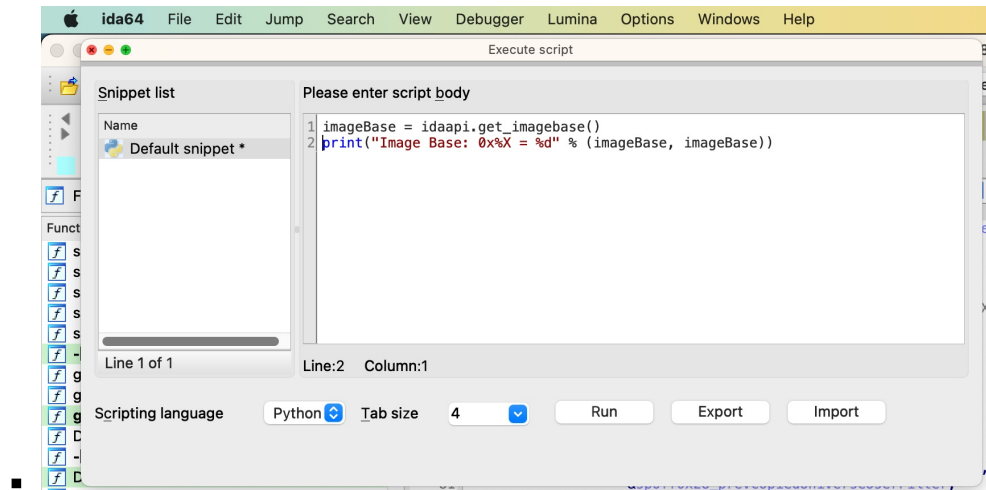 ida64 File Edit Jump Search View Debugger Lumina Options Windows Help
Execute script
Snippet list
Please enter script body
Name
Default snippet *
1 imageBase = idaapi.get_imagebase()
2 print("Image Base: 0x%X = %d" % (imageBase, imageBase))
Line 1 of 1
Line:2 Column:1
Scripting language Python Tab size 4 Run Export Import
f F
Funct
f s
f s
f s
f s
f s
f -
f g
f g
f g
f D
f -
f D